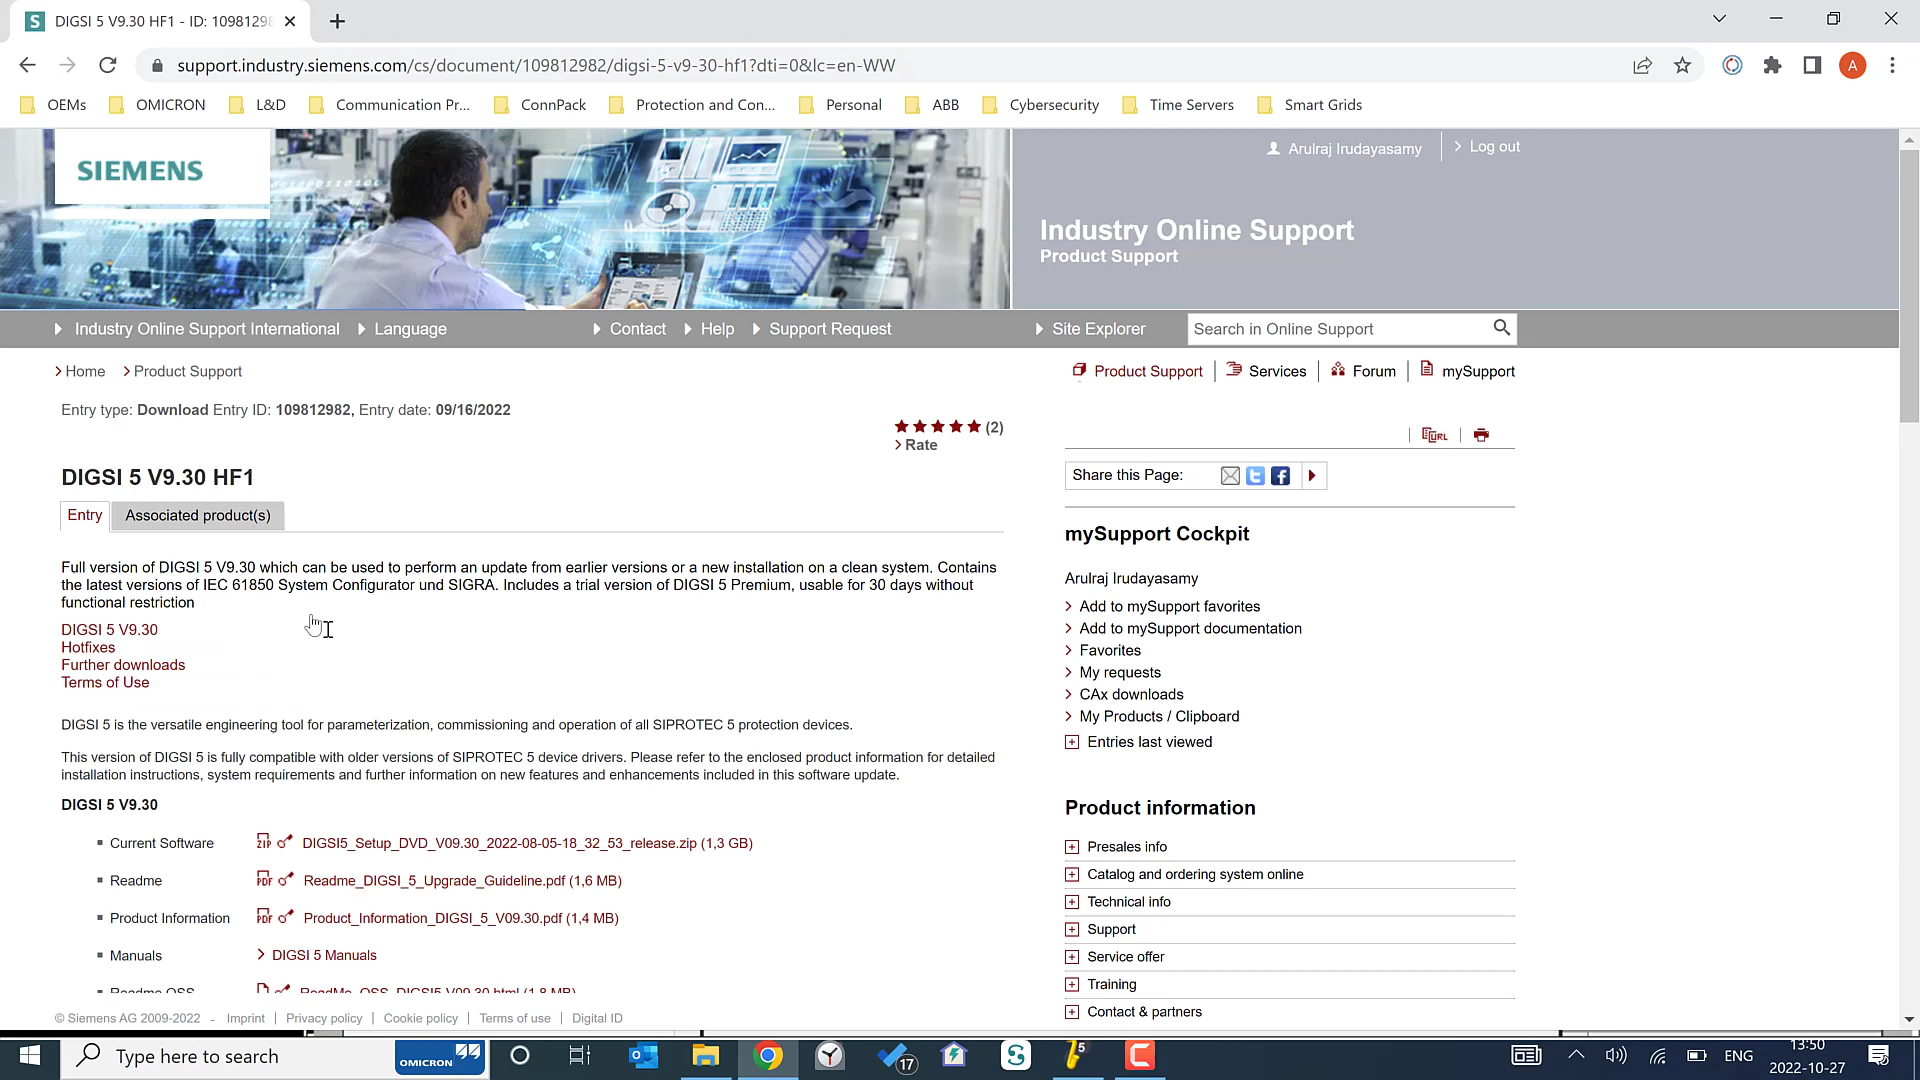 DIGSI 5 V9.30 HF1 - ID: 1098129
support.industry.siemens.com/cs/document/109812982/digsi-5-v9-30-hf1?dti=0&lc=en-WW
A
OEMs
OMICRON
L&D
Communication Pr...
ConnPack
Protection and Con...
Personal
ABB
Cybersecurity
Time Servers
Smart Grids
SIEMENS
Arulraj Irudayasamy
Log out
Industry Online Support
Product Support
Industry Online Support International
Language
Contact
Help
Support Request
Site Explorer
Search in Online Support
Home
Product Support
Product Support
Services
Forum
mySupport
Entry type: Download Entry ID: 109812982, Entry date: 09/16/2022
(2)
Rate
URL
DIGSI 5 V9.30 HF1
Share this Page:
Entry
Associated product(s)
Full version of DIGSI 5 V9.30 which can be used to perform an update from earlier versions or a new installation on a clean system. Contains
the latest versions of IEC 61850 System Configurator und SIGRA. Includes a trial version of DIGSI 5 Premium, usable for 30 days without
functional restriction
DIGSI 5 V9.30
Hotfixes
Further downloads
Terms of Use
DIGSI 5 is the versatile engineering tool for parameterization, commissioning and operation of all SIPROTEC 5 protection devices.
This version of DIGSI 5 is fully compatible with older versions of SIPROTEC 5 device drivers. Please refer to the enclosed product information for detailed
installation instructions, system requirements and further information on new features and enhancements included in this software update.
DIGSI 5 V9.30
Current Software
ZIP
DIGSI5_Setup_DVD_V09.30_2022-08-05-18_32_53_release.zip (1,3 GB)
Readme
PDF
Readme_DIGSI_5_Upgrade_Guideline.pdf (1,6 MB)
Product Information
PDF
Product_Information_DIGSI_5_V09.30.pdf (1,4 MB)
Manuals
DIGSI 5 Manuals
Readme OSS
ReadMe_OSS_DIGSI5 V09.30.html (1,8 MB)
mySupport Cockpit
Arulraj Irudayasamy
Add to mySupport favorites
Add to mySupport documentation
Favorites
My requests
CAx downloads
My Products / Clipboard
Entries last viewed
Product information
Presales info
Catalog and ordering system online
Technical info
Support
Service offer
Training
Contact & partners
© Siemens AG 2009-2022 - Imprint | Privacy policy | Cookie policy | Terms of use | Digital ID
Type here to search
OMICRON
17
5
ENG
13:50
2022-10-27